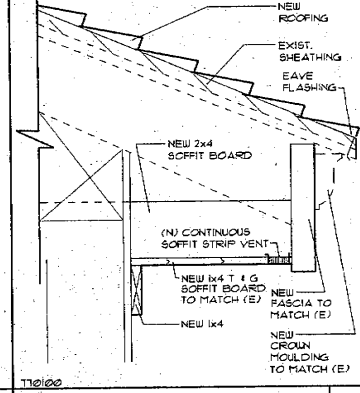 NEW
ROOFING
EXIST.
SHEATHING
EAVE
FLASHING
NEW 2x4
SOFFIT BOARD
(N) CONTINUOUS
SOFFIT STRIP VENT
NEW 1x4 T & G
SOFFIT BOARD
TO MATCH (E)
NEW 1x4
NEW
FASCIA TO
MATCH (E)
NEW
CROWN
MOULDING
TO MATCH (E)